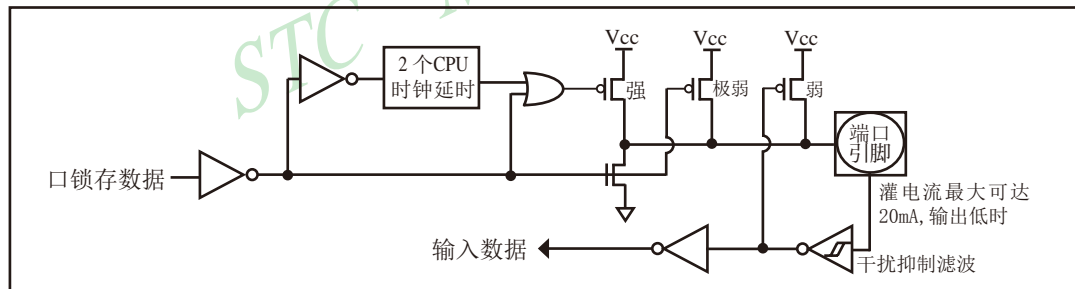 STC
Vcc
Vcc
Vcc
2 个CPU
时钟延时
强
极弱
弱
端口
引脚
口锁存数据
灌电流最大可达
20mA,输出低时
输入数据
干扰抑制滤波